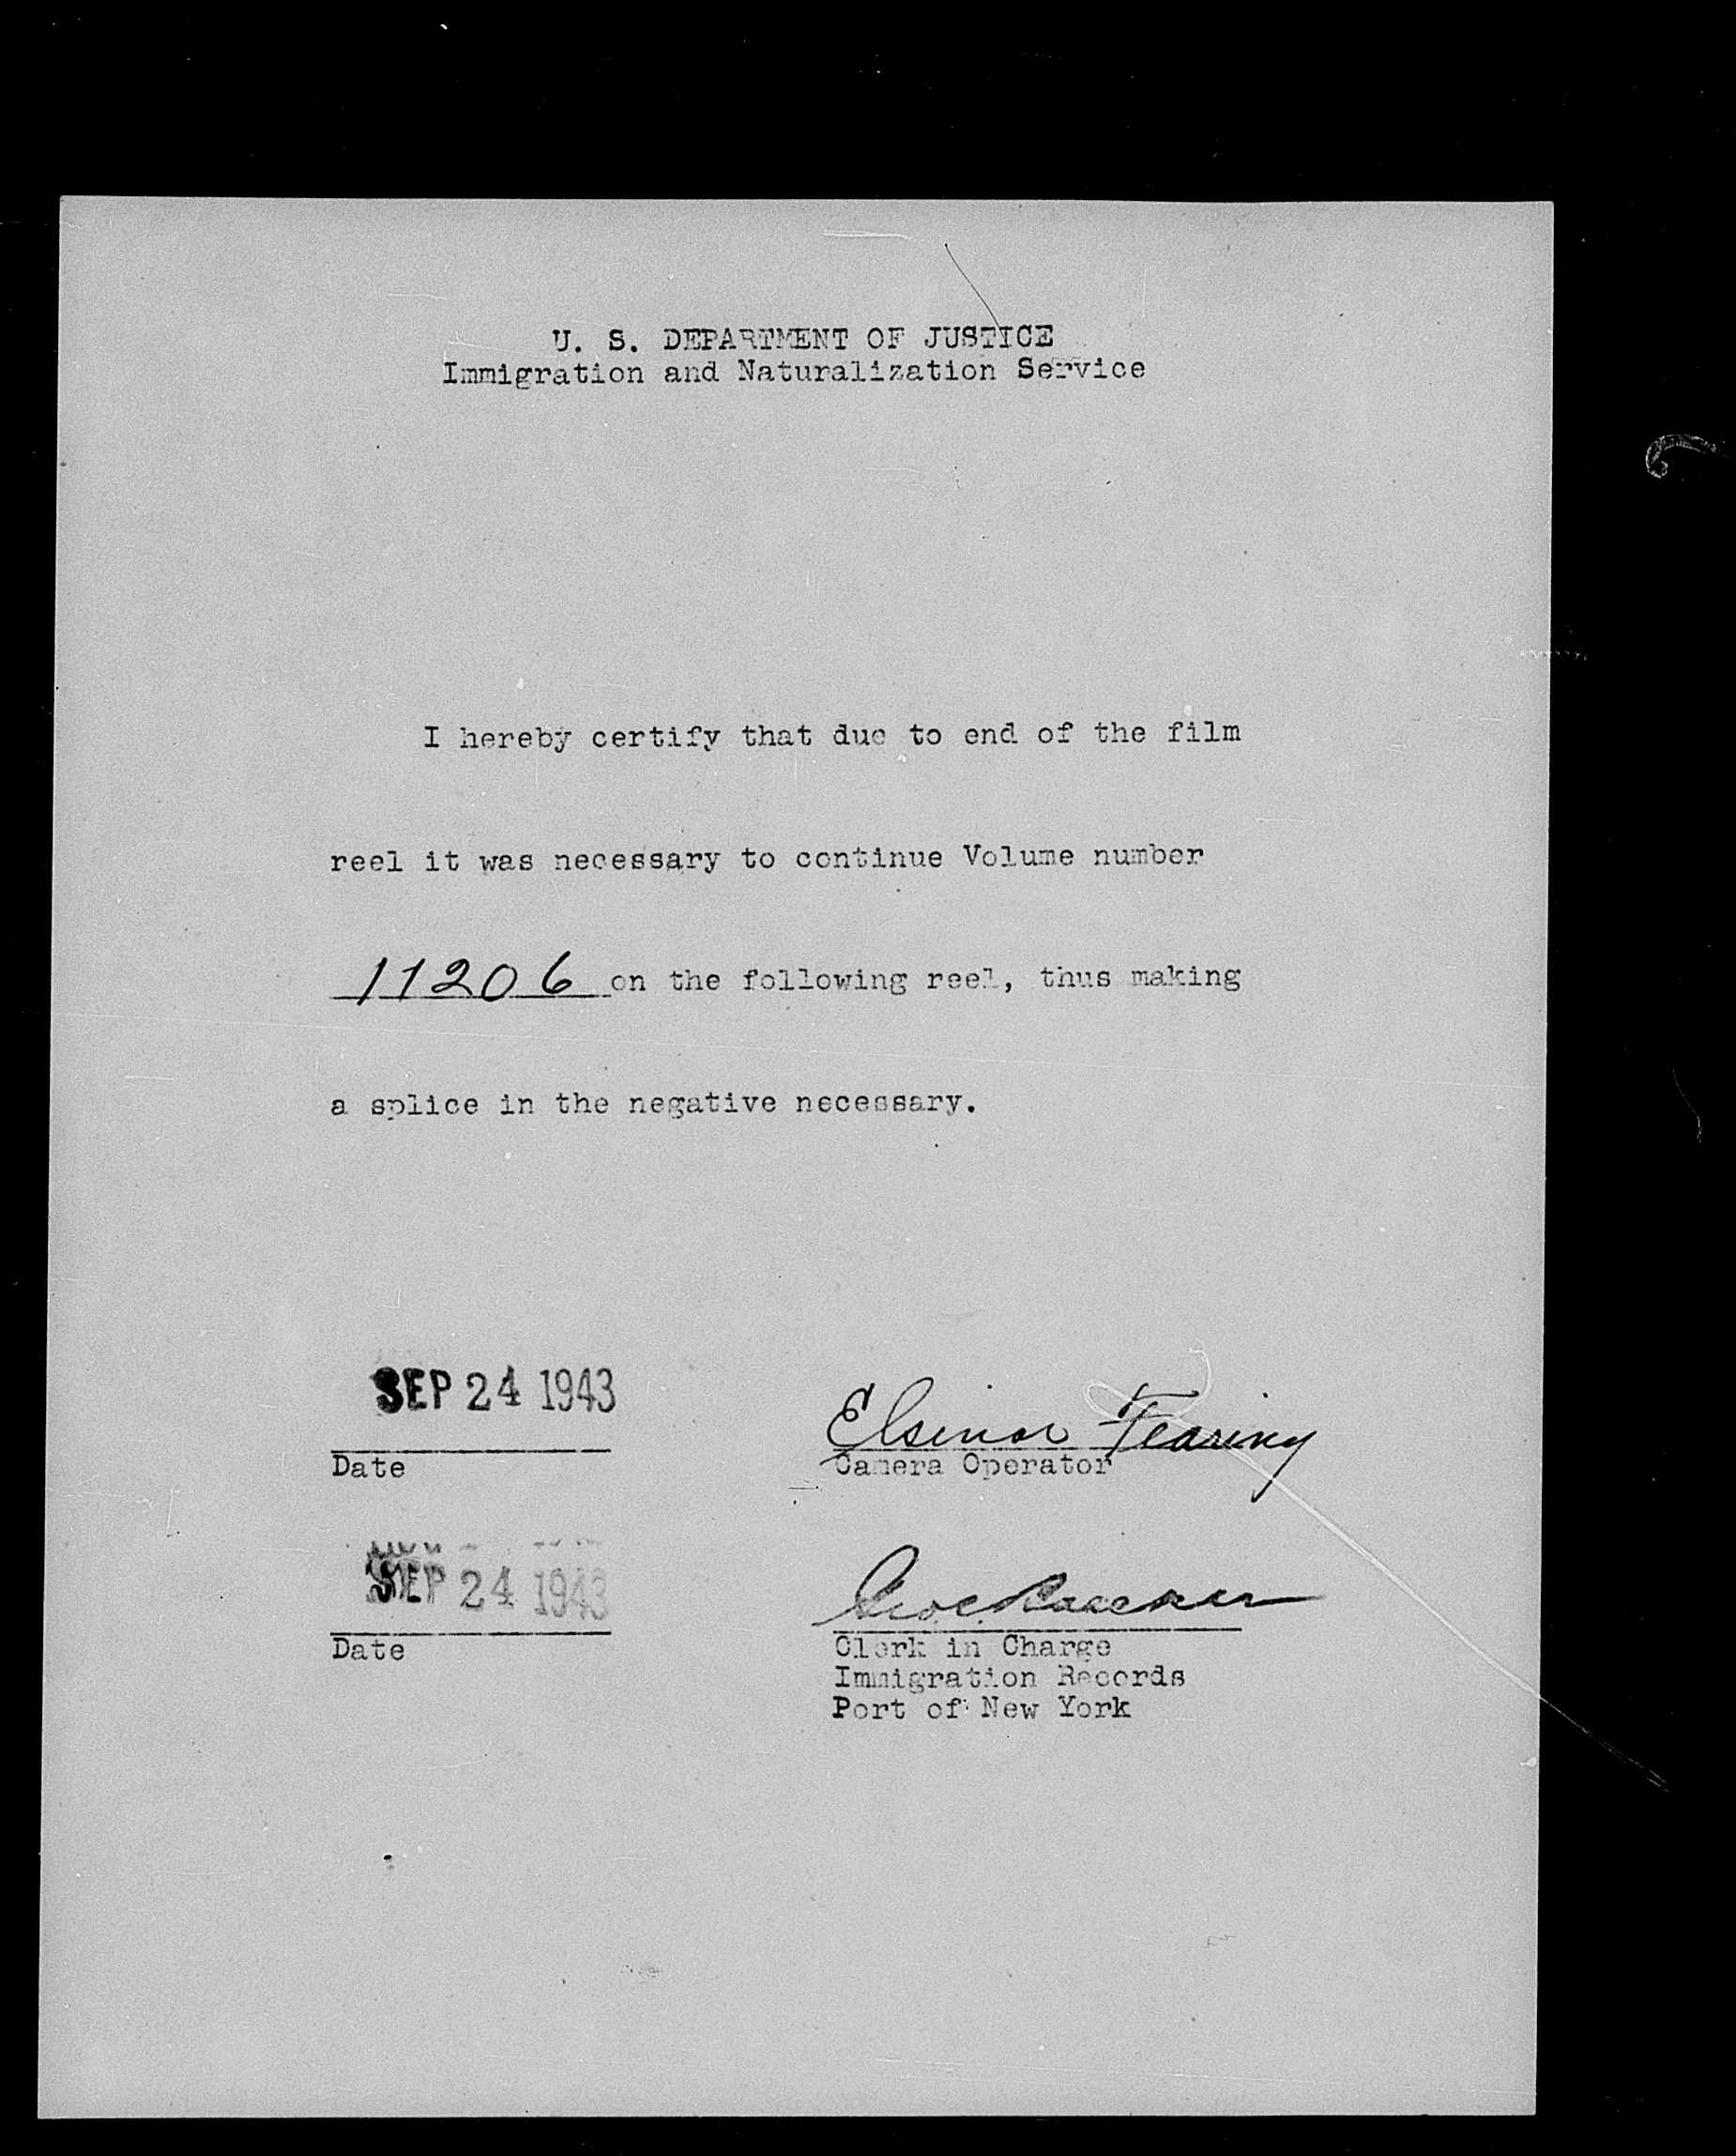 U. S. DEPARTMENT OF JUSTICE
Immigration and Naturalization Service
I hereby certify that due to end of the film
reel it was necessary to continue Volume number
11206 on the following reel, thus making
a splice in the negative necessary.
SEP 24 1943
Date
Elsinor Fearing
Camera Operator
SEP 24 1943
Date
Clerk in Charge
Immigration Records
Port of New York